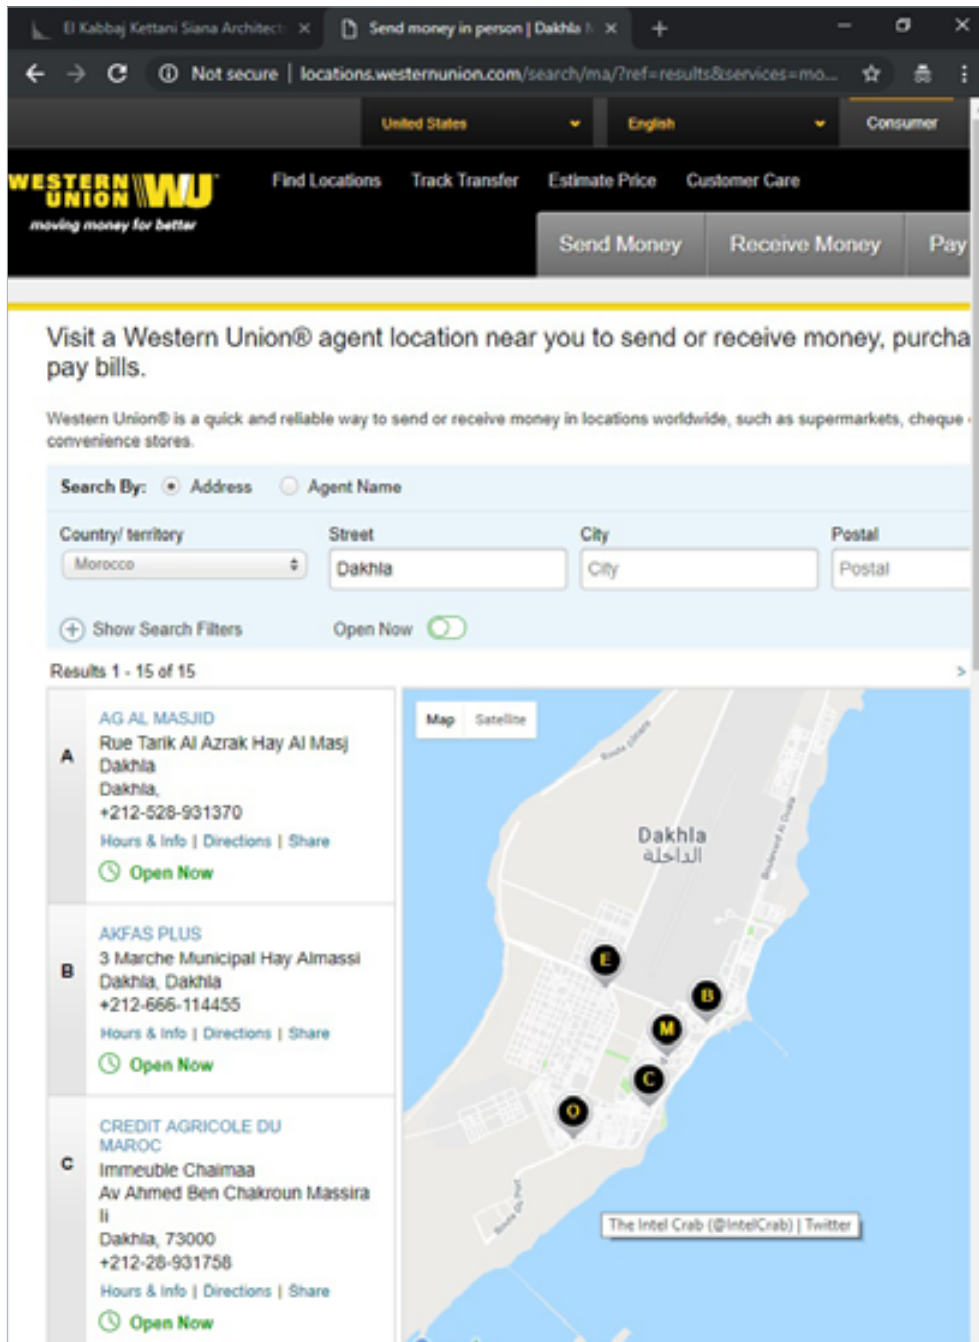 El Kabbaj Kettani Siana Architect
Send money in person | Dakhla
Not secure | locations.westernunion.com/search/ma/?ref=results&services=mo...
United States
English
Consumer
WESTERN UNION WU
moving money for better
Find Locations
Track Transfer
Estimate Price
Customer Care
Send Money
Receive Money
Pay
Visit a Western Union® agent location near you to send or receive money, purcha
pay bills.
Western Union® is a quick and reliable way to send or receive money in locations worldwide, such as supermarkets, cheque
convenience stores.
Search By: Address Agent Name
Country/ territory
Street
City
Postal
Morocco
Dakhla
City
Postal
Show Search Filters
Open Now
Results 1 - 15 of 15
>
A
AG AL MASJID
Rue Tarik Al Azrak Hay Al Masj
Dakhla
Dakhla,
+212-528-931370
Hours & Info | Directions | Share
Open Now
B
AKFAS PLUS
3 Marche Municipal Hay Almassi
Dakhla, Dakhla
+212-666-114455
Hours & Info | Directions | Share
Open Now
C
CREDIT AGRICOLE DU
MAROC
Immeuble Chaimaa
Av Ahmed Ben Chakroun Massira
Ii
Dakhla, 73000
+212-28-931758
Hours & Info | Directions | Share
Open Now
Map
Satellite
Dakhla
الداخلة
Boulevard Al
E
B
M
C
O
Route Du Port
The Intel Crab (@IntelCrab) | Twitter